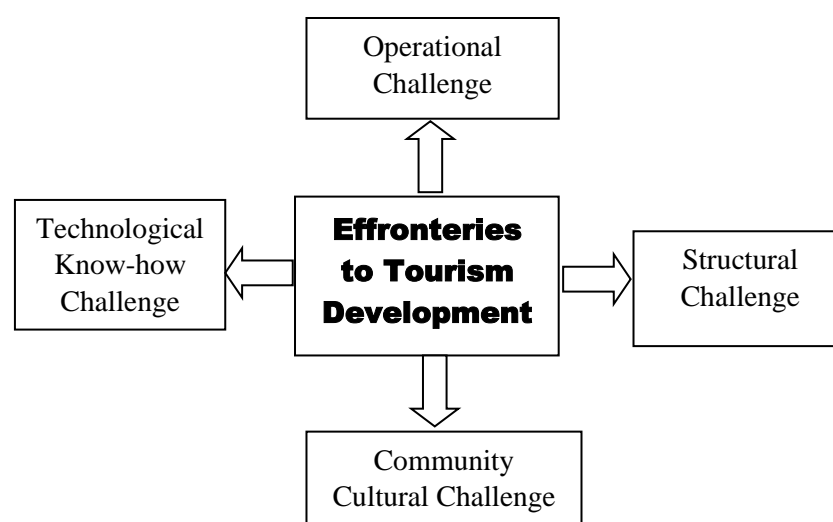 Operational
Challenge
Technological
Know-how
Challenge
Effronteries
to Tourism
Development
Structural
Challenge
Community
Cultural Challenge